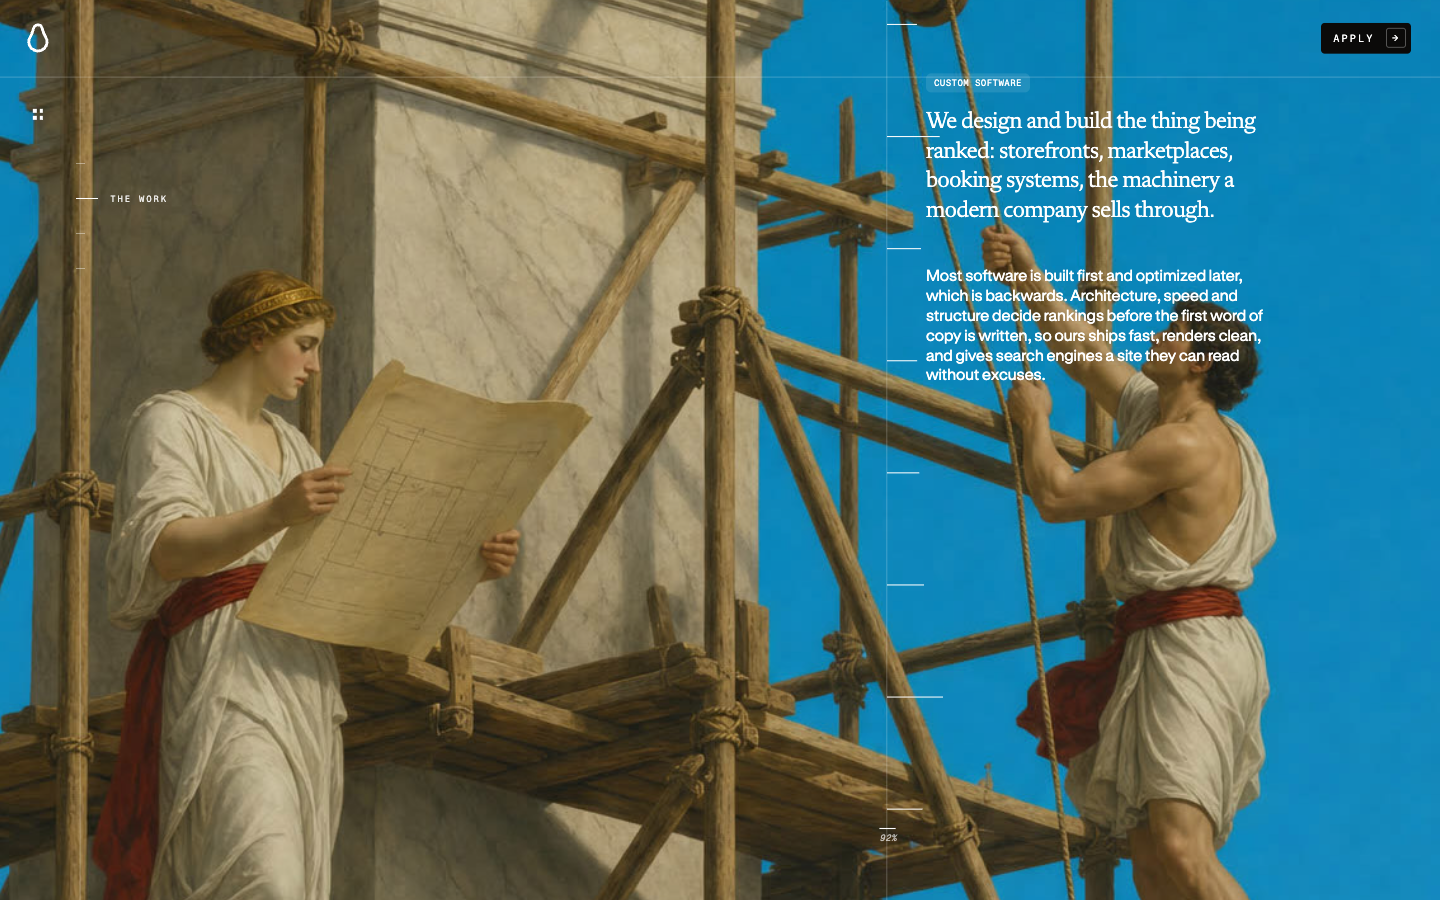 APPLY
CUSTOM SOFTWARE
We design and build the thing being
ranked: storefronts, marketplaces,
booking systems, the machinery a
modern company sells through.
THE WORK
Most software is built first and optimized later,
which is backwards. Architecture, speed and
structure decide rankings before the first word of
copy is written, so ours ships fast, renders clean,
and gives search engines a site they can read
without excuses.
92%